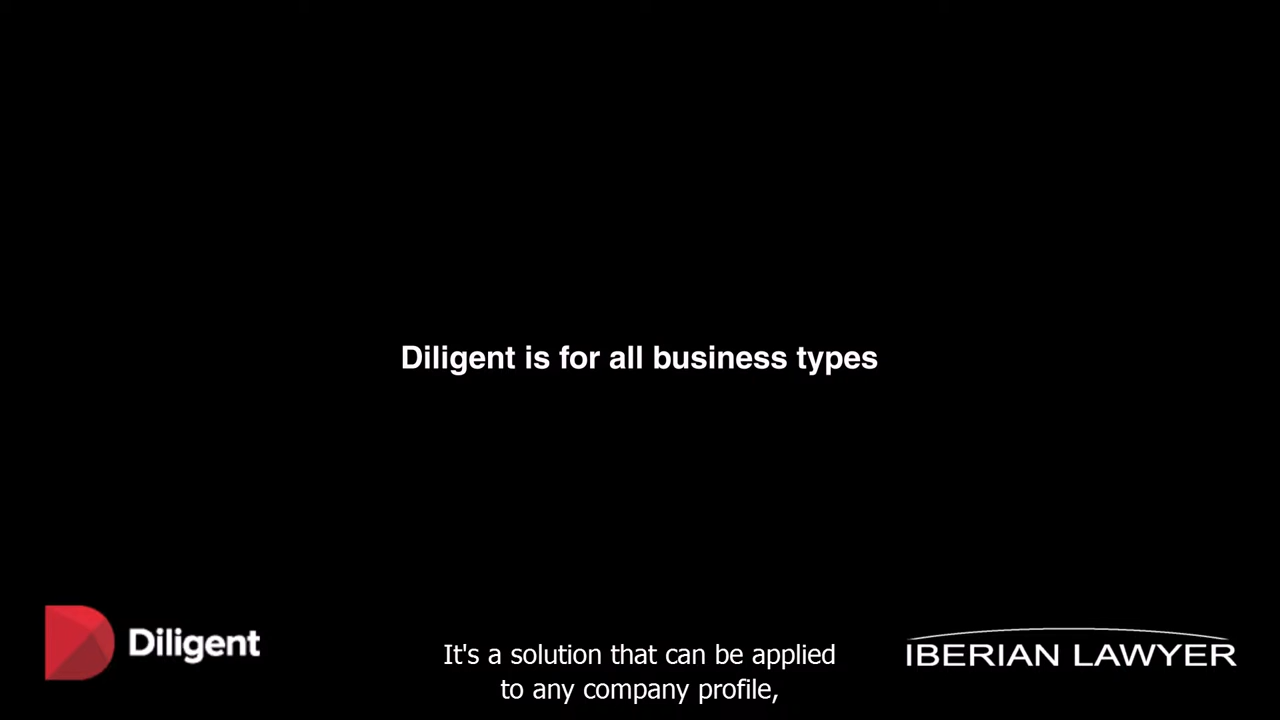 Diligent is for all business types
Diligent
It's a solution that can be applied
to any company profile,
IBERIAN LAWYER